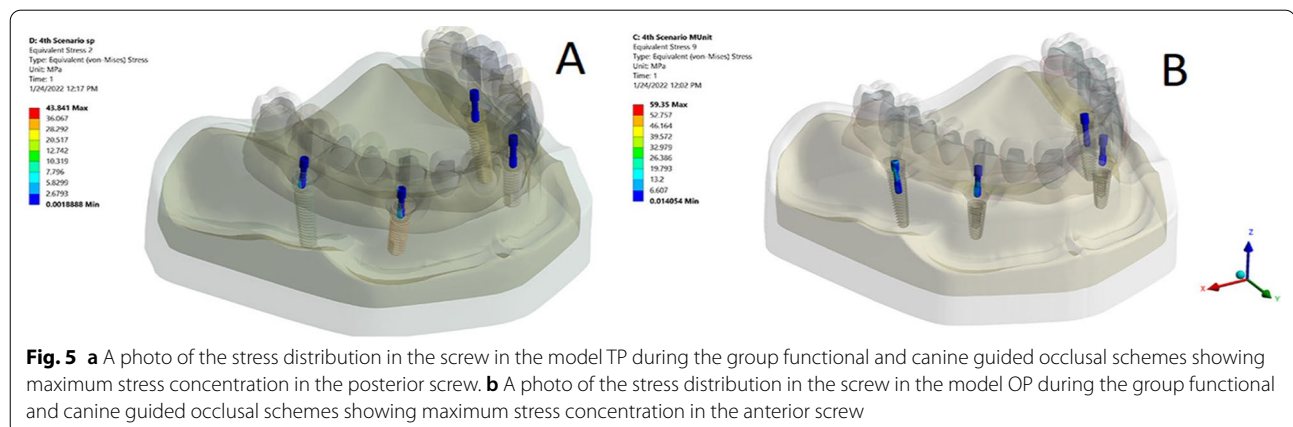 D: 4th Scenario sp
Equivalent Stress 2
Type: Equivalent (von-Mises) Stress
Unit: MPa
Time: 1
1/24/2022 12:17 PM
43.841 Max
36.067
28.292
20.517
12.742
10.319
7.796
5.8299
2.6793
0.0018888 Min
A
C: 4th Scenario MUnit
Equivalent Stress 9
Type: Equivalent (von-Mises) Stress
Unit: MPa
Time: 1
1/24/2022 12:02 PM
59.35 Max
52.757
46.164
39.572
32.979
26.386
19.793
13.2
6.607
0.014054 Min
B
Z
X
Y
Fig. 5 a A photo of the stress distribution in the screw in the model TP during the group functional and canine guided occlusal schemes showing
maximum stress concentration in the posterior screw. b A photo of the stress distribution in the screw in the model OP during the group functional
and canine guided occlusal schemes showing maximum stress concentration in the anterior screw